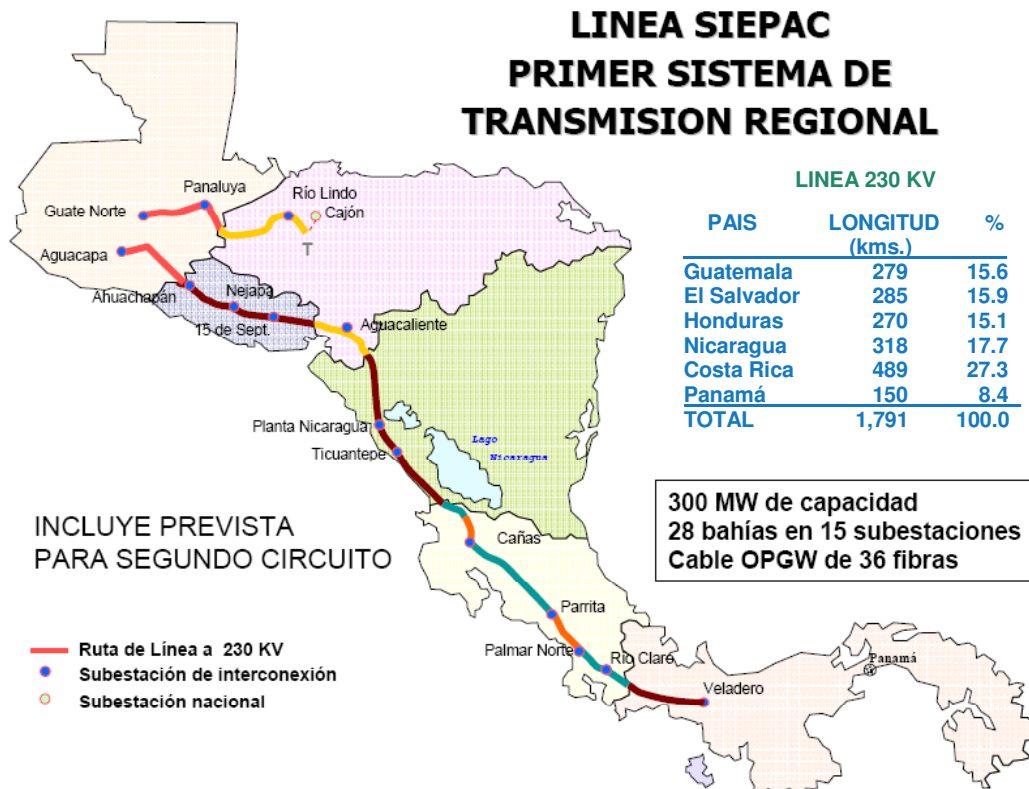 LINEA SIEPAC
PRIMER SISTEMA DE
TRANSMISION REGIONAL
LINEA 230 KV
PAIS LONGITUD %
(kms.)
Guatemala 279 15.6
El Salvador 285 15.9
Honduras 270 15.1
Nicaragua 318 17.7
Costa Rica 489 27.3
Panamá 150 8.4
TOTAL 1,791 100.0
300 MW de capacidad
28 bahías en 15 subestaciones
Cable OPGW de 36 fibras
Panaluya
Río Lindo
Guate Norte
Cajón
T
Aguacapa
Ahuachapán
Nejapa
15 de Sept.
Aguacaliente
Planta Nicaragua
Ticuantepe
Lago
Nicaragua
Cañas
Parrita
Palmar Norte
Río Claro
Veladero
Panamá
INCLUYE PREVISTA
PARA SEGUNDO CIRCUITO
Ruta de Línea a 230 KV
Subestación de interconexión
Subestación nacional